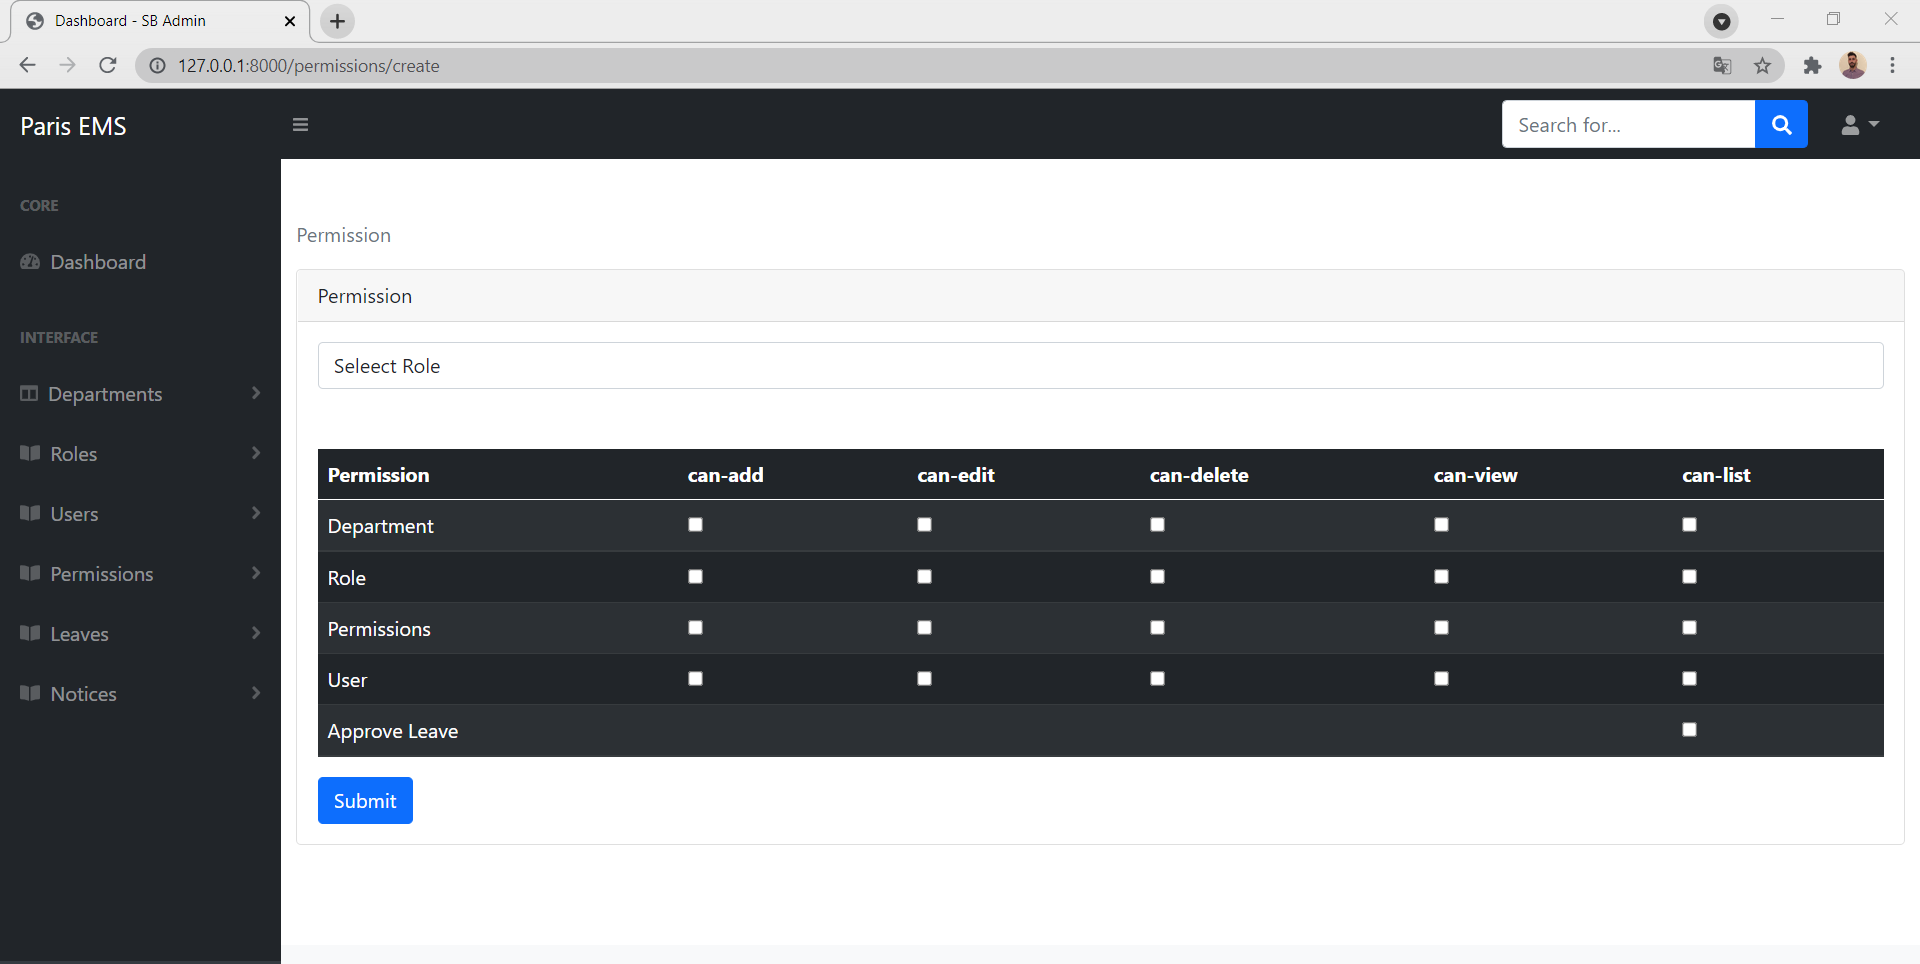 Dashboard - SB Admin
127.0.0.1:8000/permissions/create
Paris EMS
Search for...
CORE
Dashboard
INTERFACE
Departments
Roles
Users
Permissions
Leaves
Notices
Permission
Permission
Seleect Role
Permission can-add can-edit can-delete can-view can-list
Department
Role
Permissions
User
Approve Leave
Submit